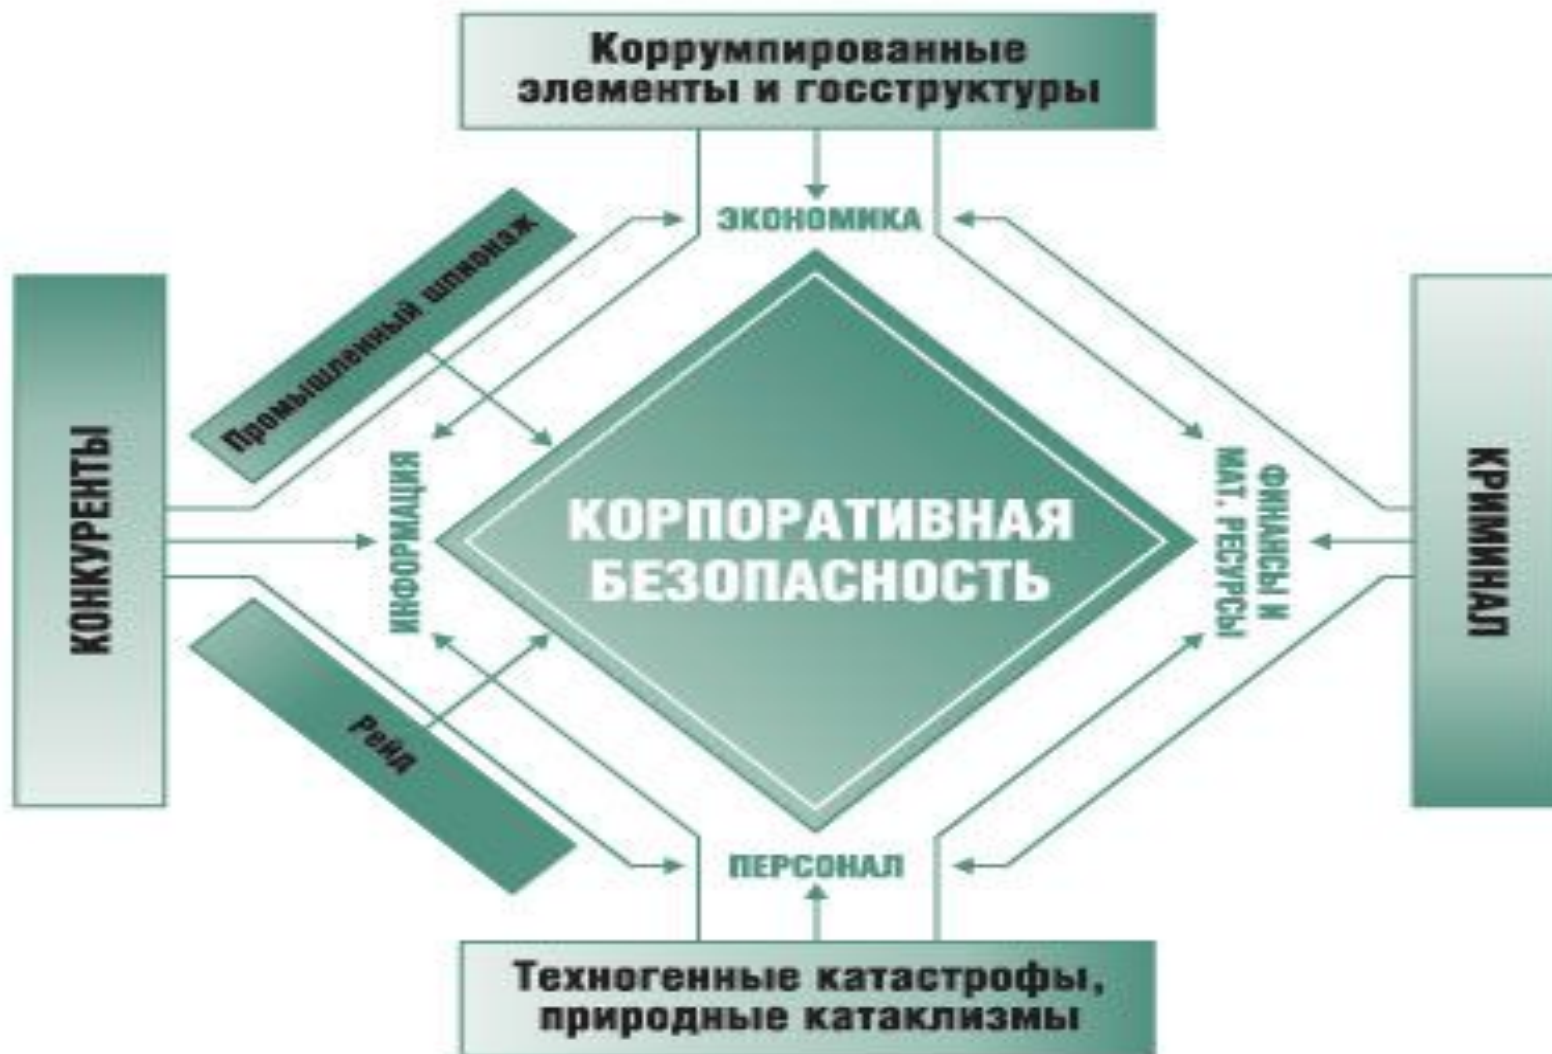 Коррумпированные
элементы и госструктуры
ЭКОНОМИКА
Промышленный шпионаж
КОНКУРЕНТЫ
ИНФОРМАЦИЯ
КОРПОРАТИВНАЯ
БЕЗОПАСНОСТЬ
ФИНАНСЫ И
МАТ. РЕСУРСЫ
КРИМИНАЛ
Рейд
ПЕРСОНАЛ
Техногенные катастрофы,
природные катаклизмы